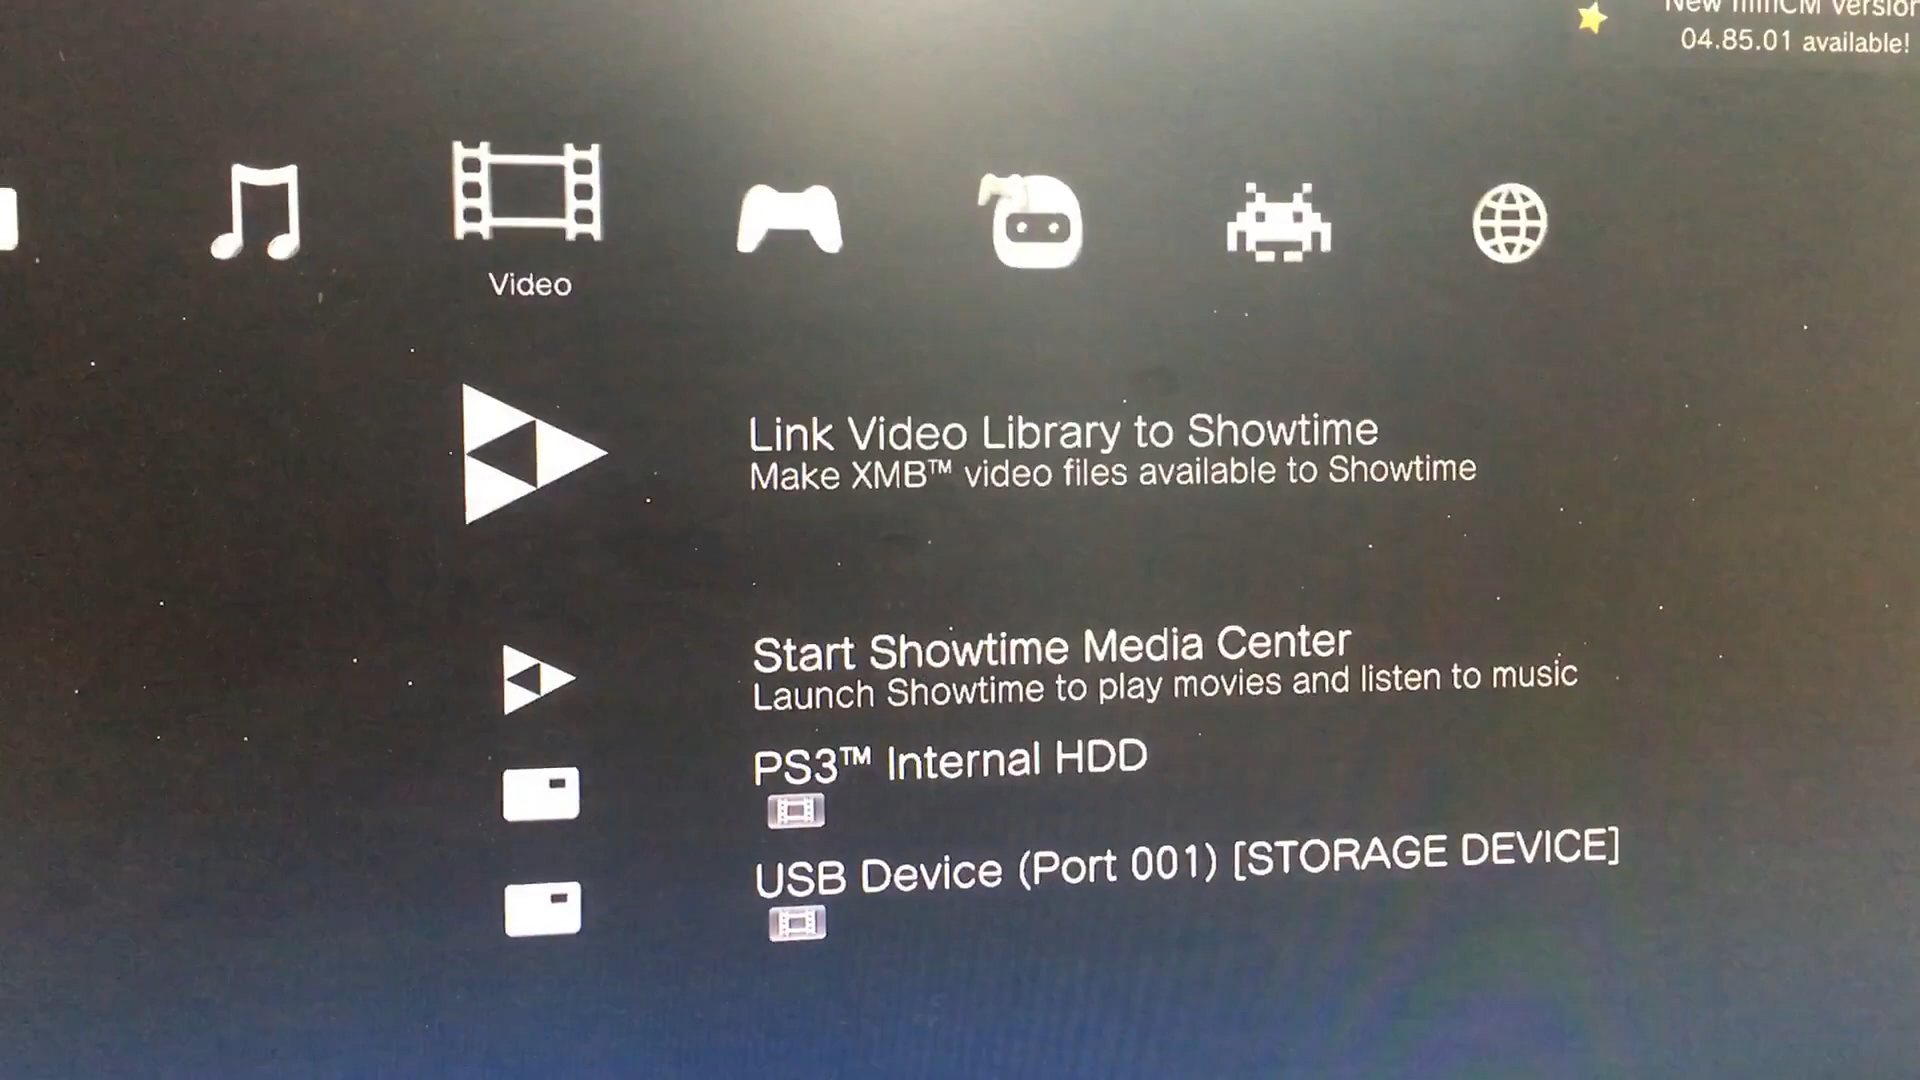 New version
04.85.01 available!
Video
Link Video Library to Showtime
Make XMB™ video files available to Showtime
Start Showtime Media Center
Launch Showtime to play movies and listen to music
PS3™ Internal HDD
USB Device (Port 001) [STORAGE DEVICE]